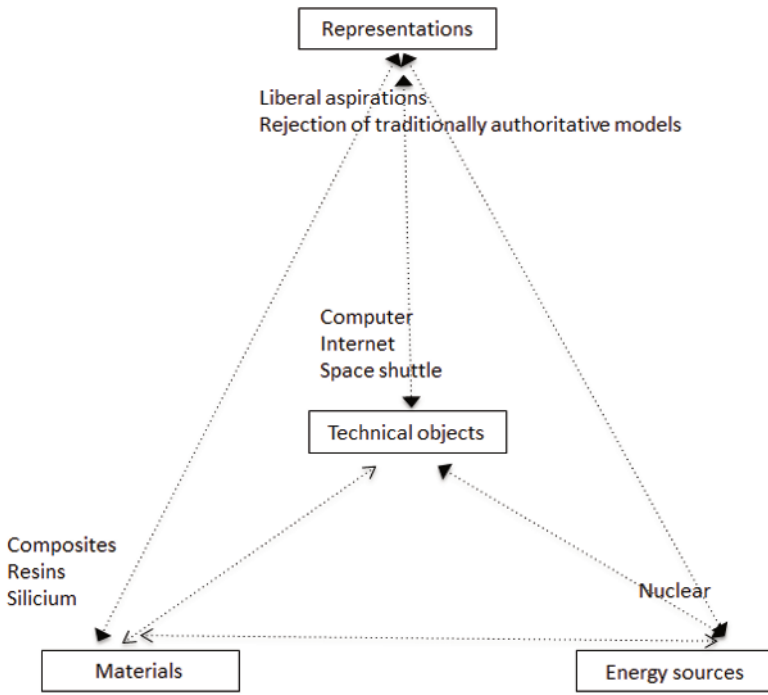 Representations
Liberal aspirations
Rejection of traditionally authoritative models
Computer
Internet
Space shuttle
Technical objects
Composites
Resins
Silicium
Nuclear
Materials
Energy sources